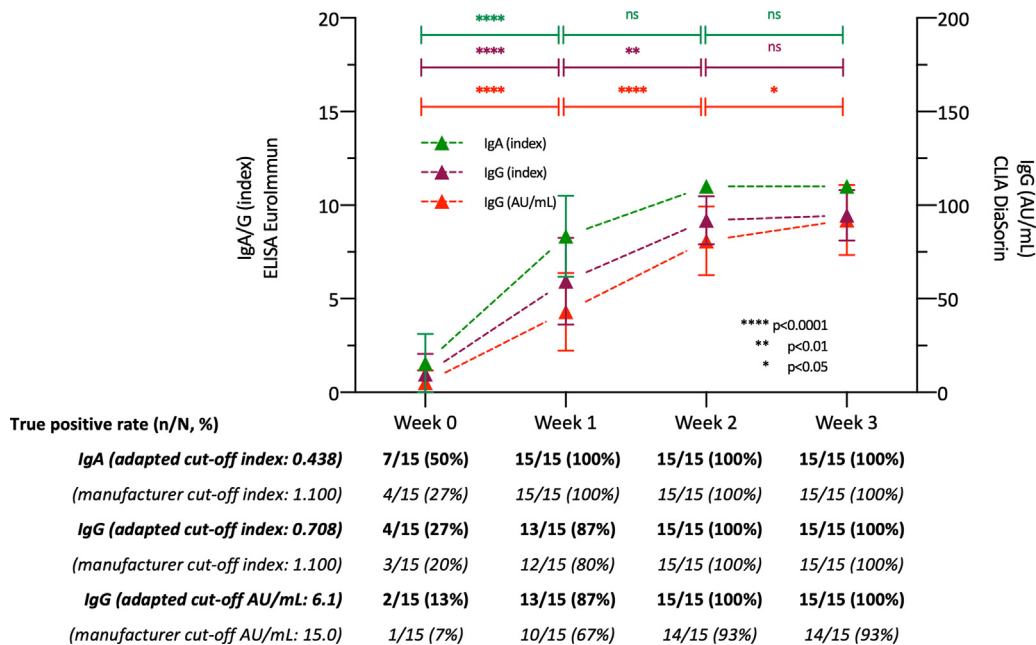 20
15
10
5
0
IgA/G (index)
ELISA EuroImmun
**** ns ns
**** ** ns
**** **** *
IgA (index)
IgG (index)
IgG (AU/mL)
**** p<0.0001
** p<0.01
* p<0.05
200
150
100
50
0
IgG (AU/mL)
CLIA DiaSorin
True positive rate (n/N, %) Week 0 Week 1 Week 2 Week 3
IgA (adapted cut-off index: 0.438) 7/15 (50%) 15/15 (100%) 15/15 (100%) 15/15 (100%)
(manufacturer cut-off index: 1.100) 4/15 (27%) 15/15 (100%) 15/15 (100%) 15/15 (100%)
IgG (adapted cut-off index: 0.708) 4/15 (27%) 13/15 (87%) 15/15 (100%) 15/15 (100%)
(manufacturer cut-off index: 1.100) 3/15 (20%) 12/15 (80%) 15/15 (100%) 15/15 (100%)
IgG (adapted cut-off AU/mL: 6.1) 2/15 (13%) 13/15 (87%) 15/15 (100%) 15/15 (100%)
(manufacturer cut-off AU/mL: 15.0) 1/15 (7%) 10/15 (67%) 14/15 (93%) 14/15 (93%)